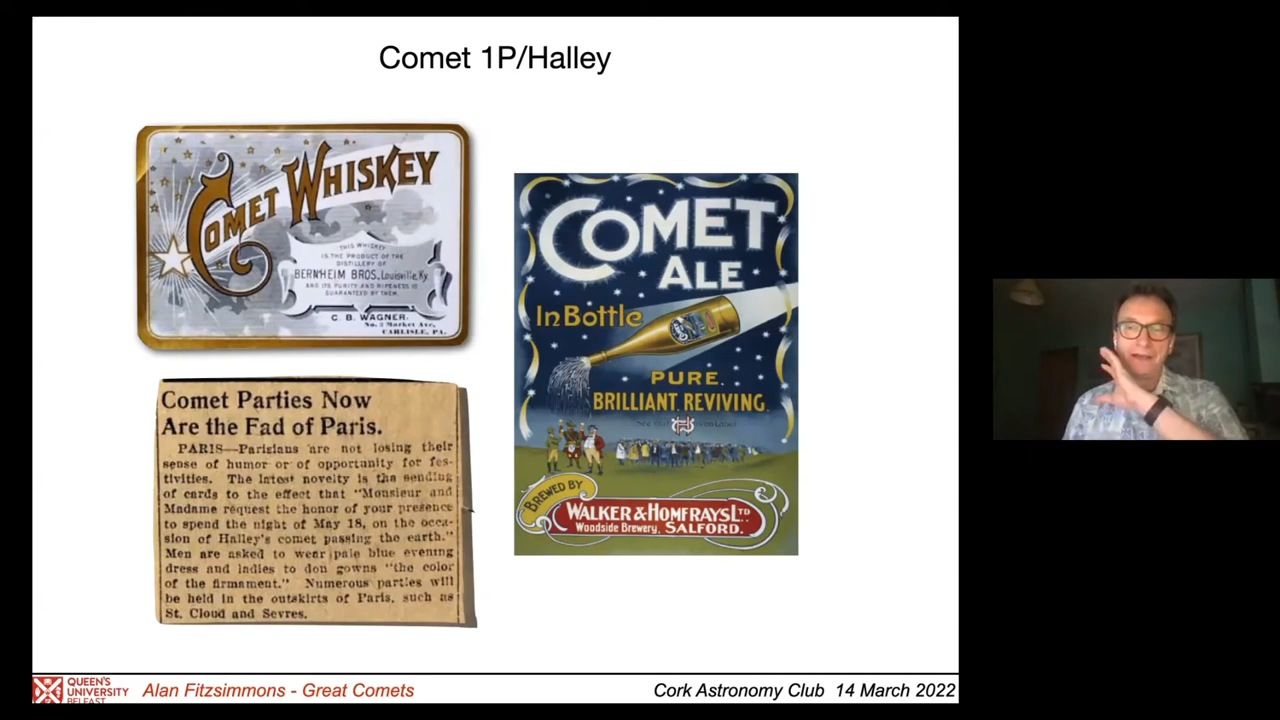 Comet 1P/Halley
COMET WHISKEY
THIS WHISKEY
IS THE PRODUCT OF THE
DISTILLERY OF
BERNHEIM BROS., Louisville, Ky.
AND ITS PURITY AND RIPENESS IS
GUARANTEED BY THEM.
C. B. WAGNER.
No. 3 Market Ave,
CARLISLE, PA.
Comet Parties Now
Are the Fad of Paris.
PARIS—Parisians are not losing their
sense of humor or of opportunity for fes-
tivities. The latest novelty is the sending
of cards to the effect that "Monsieur and
Madame request the honor of your presence
to spend the night of May 18, on the occa-
sion of Halley's comet passing the earth."
Men are asked to wear pale blue evening
dress and ladies to don gowns "the color
of the firmament." Numerous parties will
be held in the outskirts of Paris, such as
St. Cloud and Sevres.
COMET
ALE
In Bottle
PURE.
BRILLIANT REVIVING.
BREWED BY
WALKER & HOMFRAYS LTD
Woodside Brewery, SALFORD.
QUEEN'S
UNIVERSITY
BELFAST
Alan Fitzsimmons - Great Comets
Cork Astronomy Club 14 March 2022